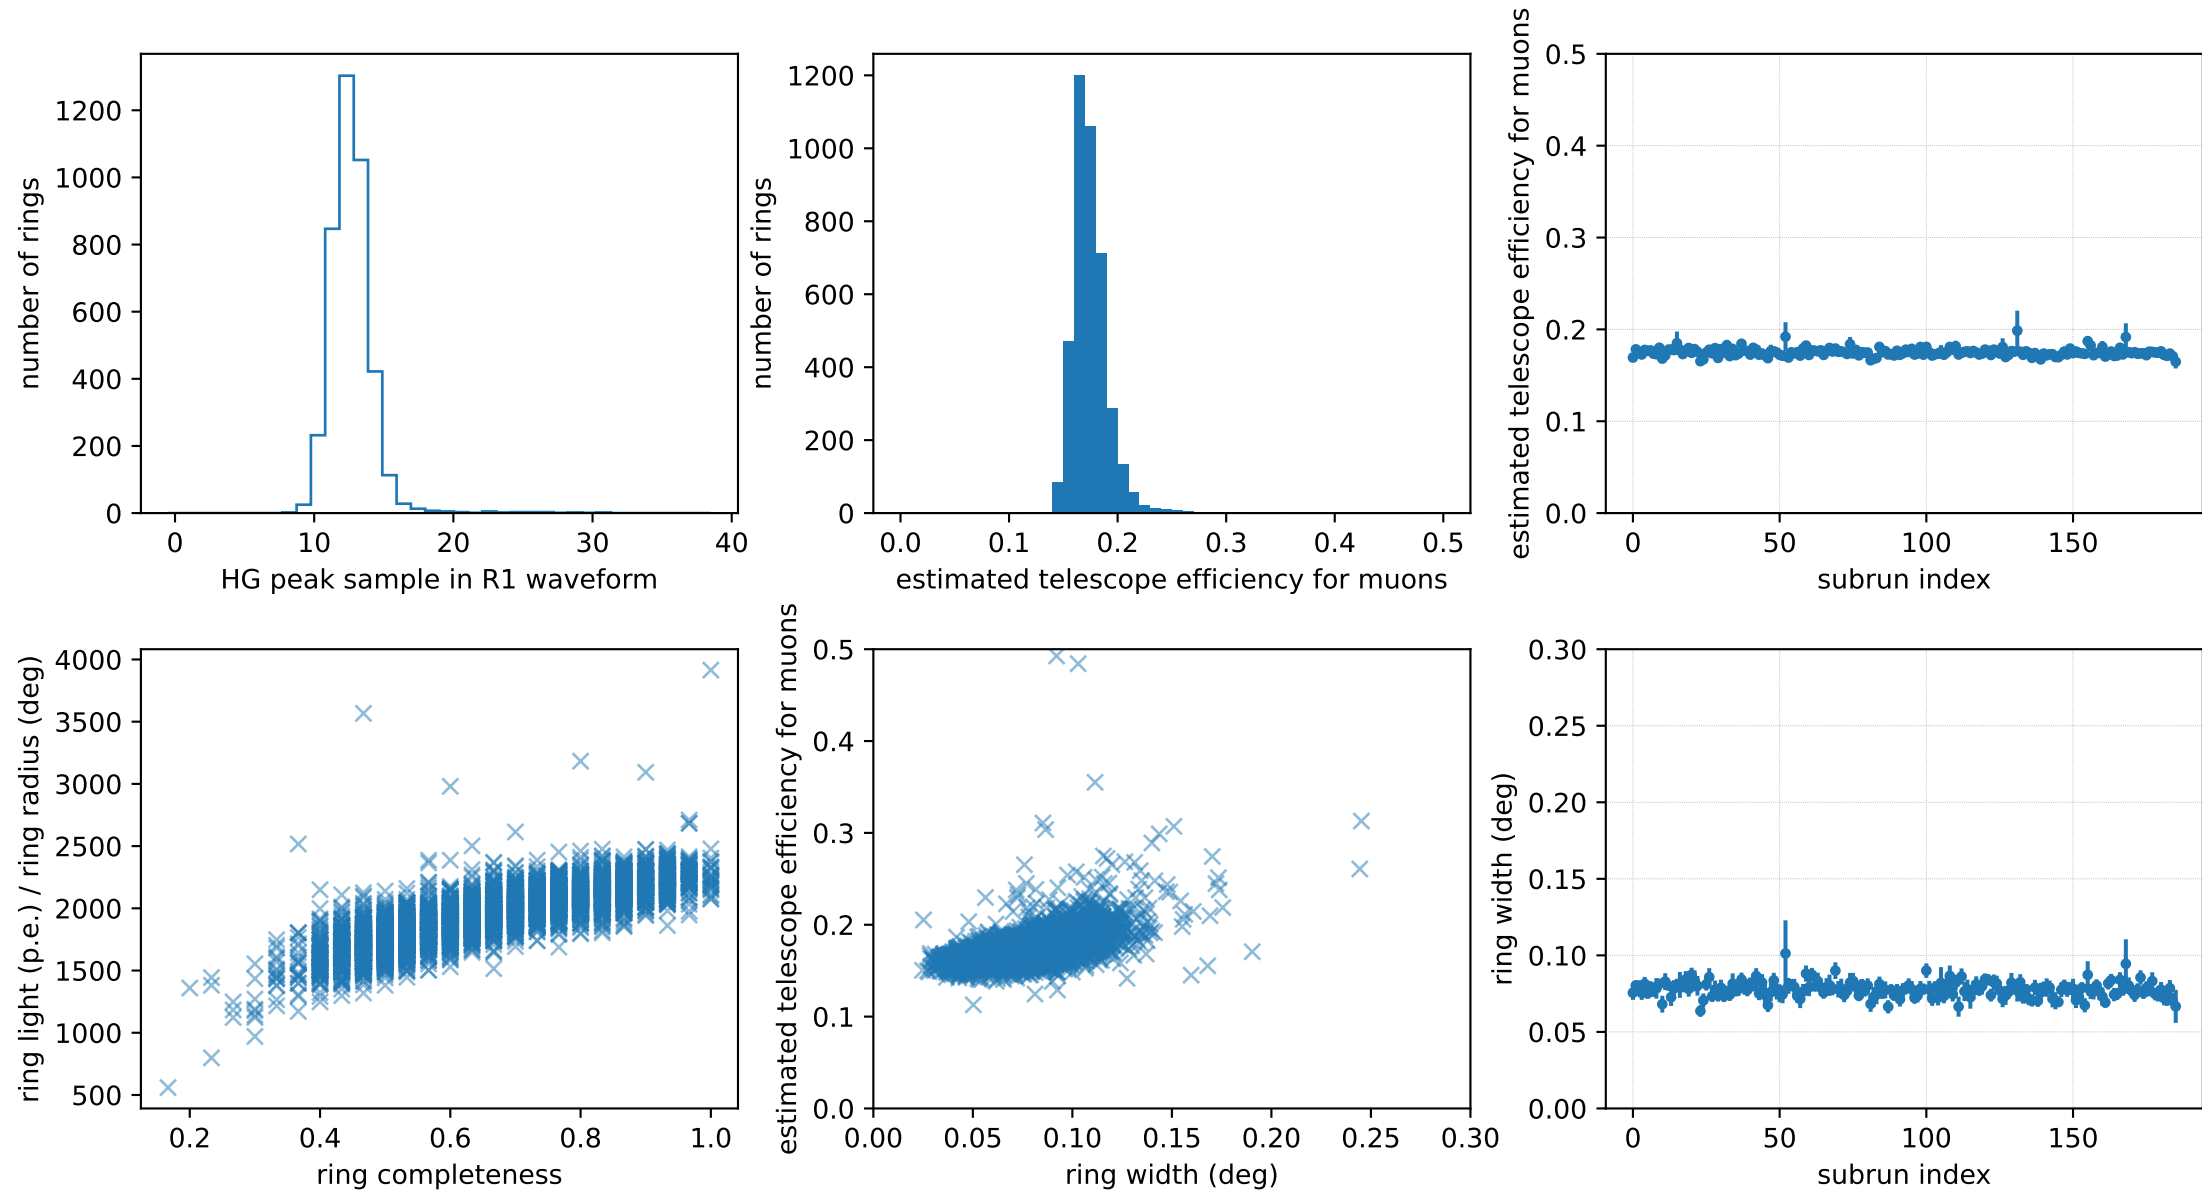 number of rings
0
200
400
600
800
1000
1200
0 10 20 30 40
HG peak sample in R1 waveform
number of rings
0
200
400
600
800
1000
1200
0.0 0.1 0.2 0.3 0.4 0.5
estimated telescope efficiency for muons
estimated telescope efficiency for muons
0.5
0.4
0.3
0.2
0.1
0.0
0 50 100 150
subrun index
ring light (p.e.) / ring radius (deg)
4000
3500
3000
2500
2000
1500
1000
500
0.2 0.4 0.6 0.8 1.0
ring completeness
estimated telescope efficiency for muons
0.5
0.4
0.3
0.2
0.1
0.0
0.00 0.05 0.10 0.15 0.20 0.25 0.30
ring width (deg)
ring width (deg)
0.30
0.25
0.20
0.15
0.10
0.05
0.00
0 50 100 150
subrun index